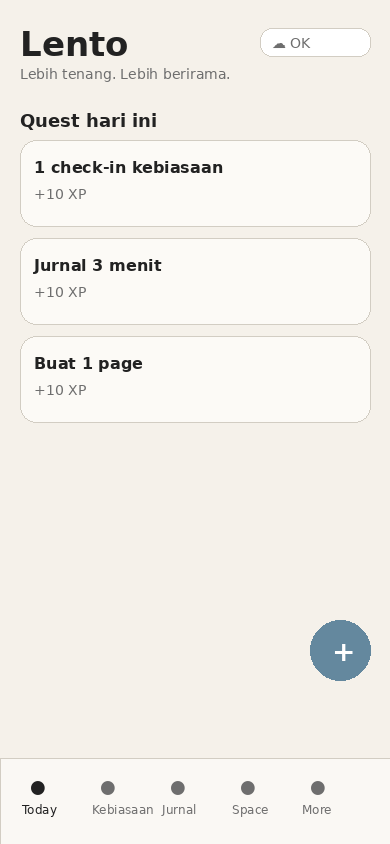 Lento
☁ OK
Lebih tenang. Lebih berirama.
Quest hari ini
1 check-in kebiasaan
+10 XP
Jurnal 3 menit
+10 XP
Buat 1 page
+10 XP
+
Today Kebiasaan Jurnal Space More